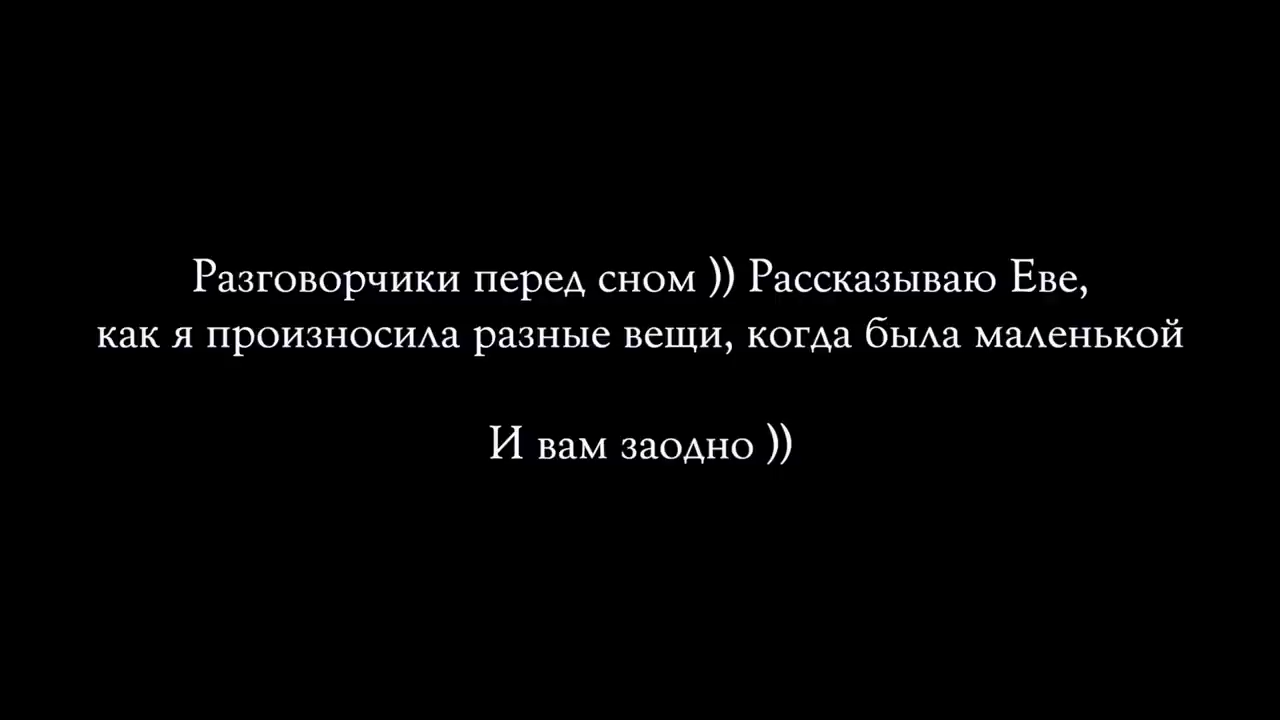 Разговорчики перед сном )) Рассказываю Еве,
как я произносила разные вещи, когда была маленькой
И вам заодно ))